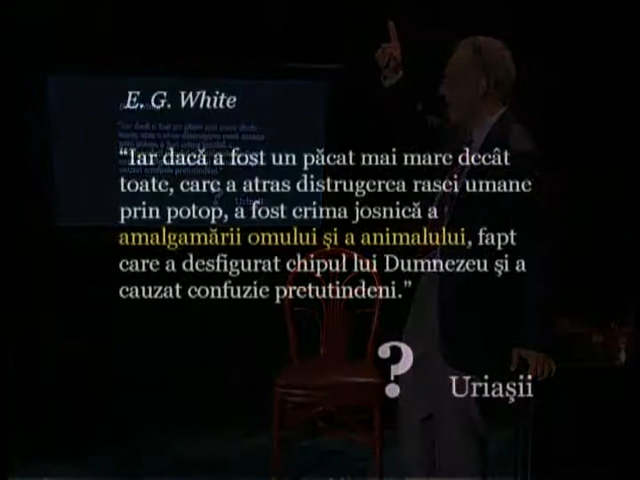 E. G. White
“Iar dacă a fost un păcat mai mare decât
toate, care a atras distrugerea rasei umane
prin potop, a fost crima josnică a
amalgamării omului şi a animalului, fapt
care a desfigurat chipul lui Dumnezeu şi a
cauzat confuzie pretutindeni.”
?
Uriaşii